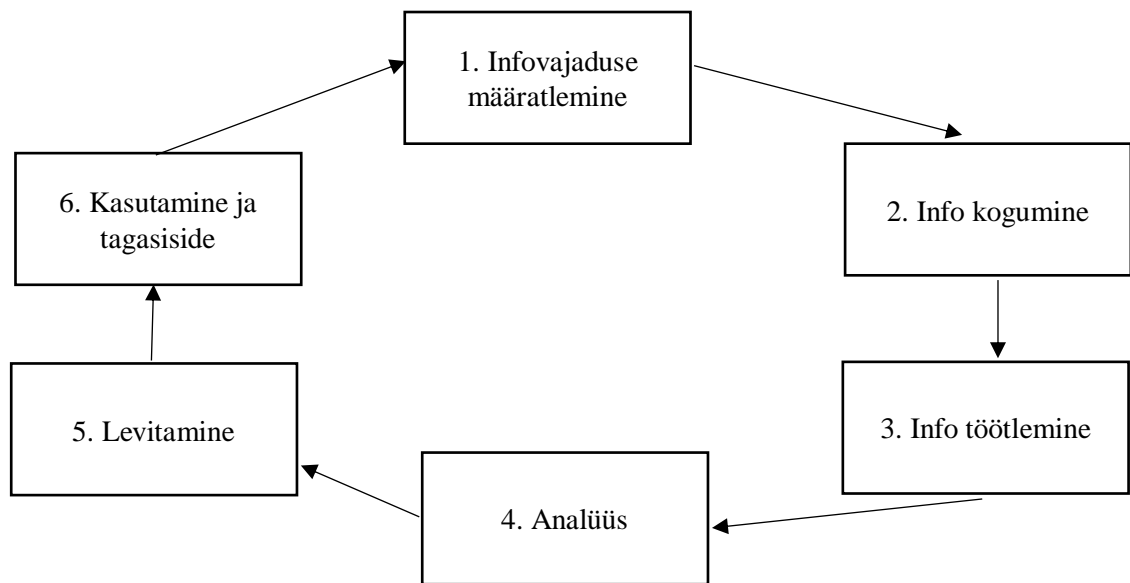 1. Infovajaduse
määratlemine
2. Info kogumine
3. Info töötlemine
4. Analüüs
5. Levitamine
6. Kasutamine ja
tagasiside